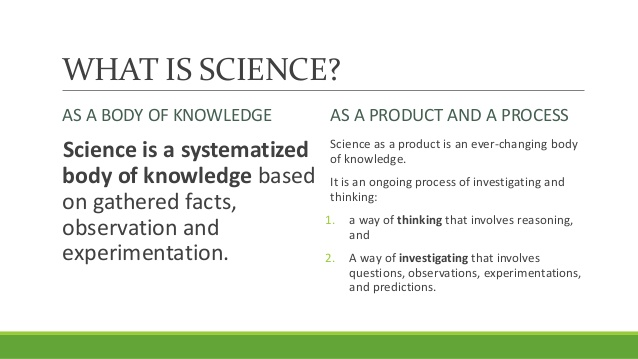 WHAT IS SCIENCE?
AS A BODY OF KNOWLEDGE
Science is a systematized
body of knowledge based
on gathered facts,
observation and
experimentation.
AS A PRODUCT AND A PROCESS
Science as a product is an ever-changing body
of knowledge.
It is an ongoing process of investigating and
thinking:
1. a way of thinking that involves reasoning,
and
2. A way of investigating that involves
questions, observations, experimentations,
and predictions.